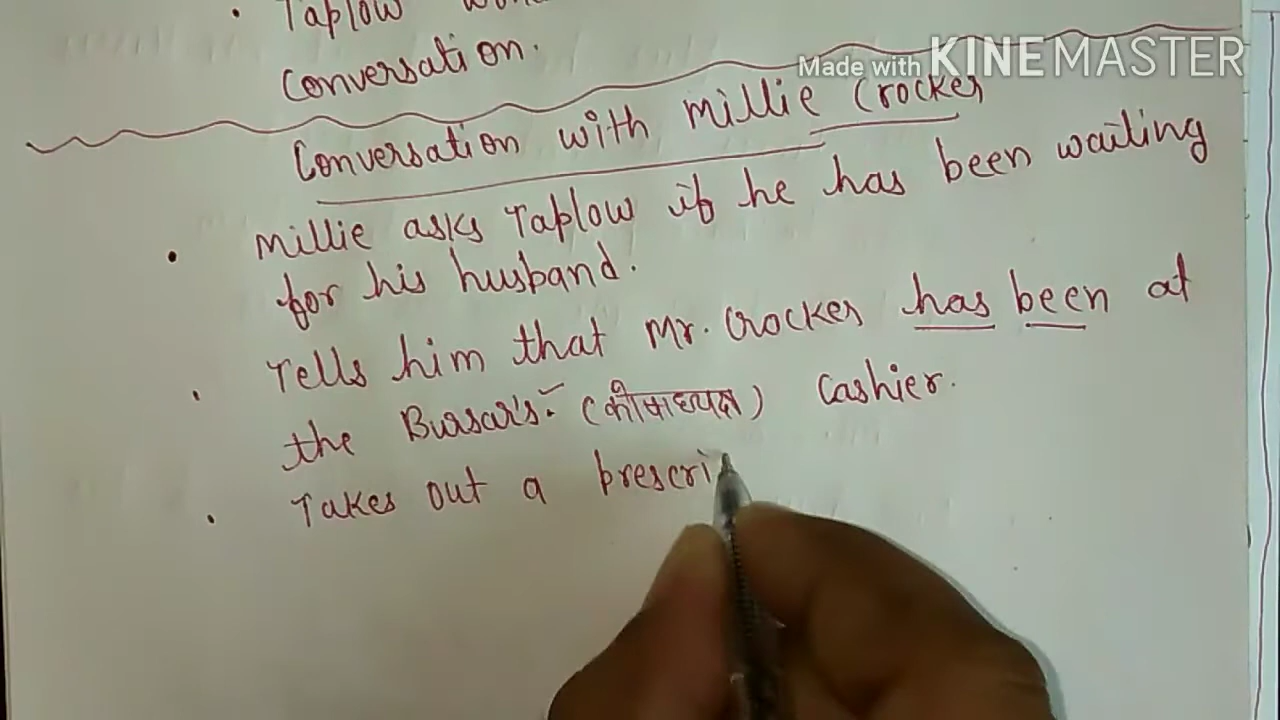 Taplow
Conversation.
Made with KINEMASTER
Conversation with Millie Crocker
• Millie asks Taplow if he has been waiting
for his husband.
• Tells him that Mr. Crocker has been at
the Bursar's. (कोषाध्यक्ष) Cashier.
• Takes out a prescri